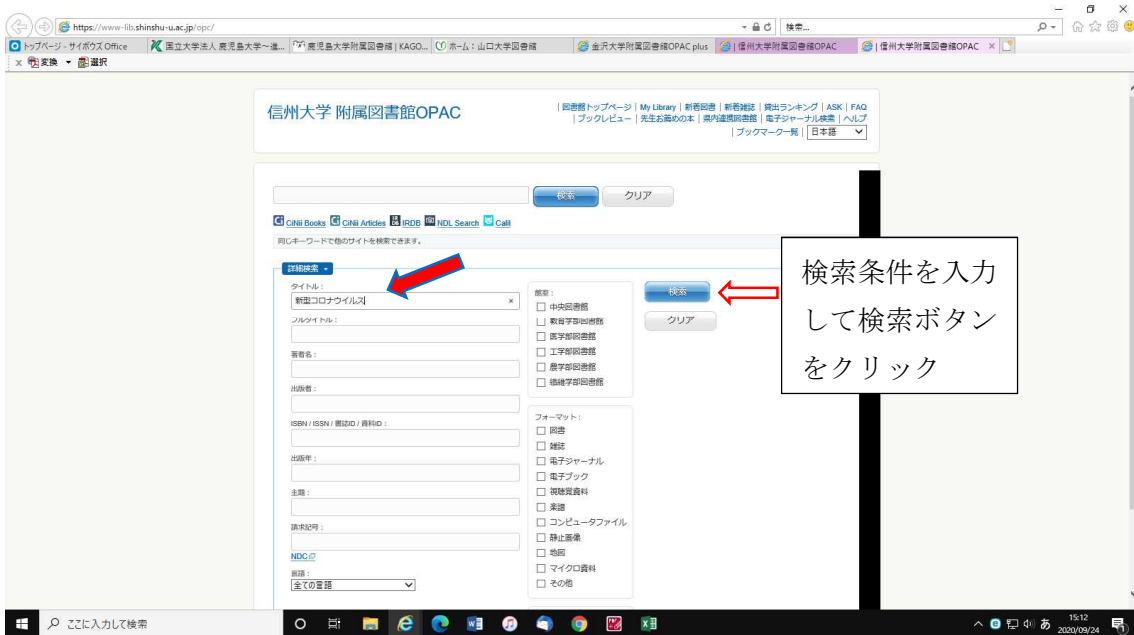 https://www-lib.shinshu-u.ac.jp/opc/
検索...
トップページ - サイボウズ Office
国立大学法人 鹿児島大学～進...
鹿児島大学附属図書館 | KAGO...
ホーム：山口大学図書館
金沢大学附属図書館OPAC plus
| 信州大学附属図書館OPAC
| 信州大学附属図書館OPAC ×
× 変換 ▼ 選択
信州大学 附属図書館OPAC
| 図書館トップページ | My Library | 新着図書 | 新着雑誌 | 貸出ランキング | ASK | FAQ
| ブックレビュー | 先生お薦めの本 | 県内連携図書館 | 電子ジャーナル検索 | ヘルプ
| ブックマーク一覧 | 日本語
検索 クリア
CiNii Books CiNii Articles IRDB NDL Search Calil
同じキーワードで他のサイトを検索できます。
詳細検索
タイトル：
新型コロナウイルス ×
フルタイトル：
著者名：
出版者：
ISBN / ISSN / 書誌ID / 資料ID：
出版年：
主題：
請求記号：
NDC
言語：
全ての言語
館室：
中央図書館
教育学部図書館
医学部図書館
工学部図書館
農学部図書館
繊維学部図書館
フォーマット：
図書
雑誌
電子ジャーナル
電子ブック
視聴覚資料
楽譜
コンピュータファイル
静止画像
地図
マイクロ資料
その他
検索
クリア
検索条件を入力
して検索ボタン
をクリック
ここに入力して検索
あ
15:12
2020/09/24